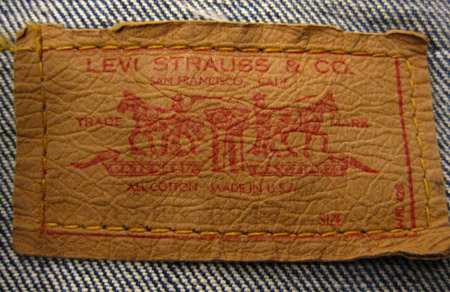 LEVI STRAUSS & CO.
SAN FRANCISCO, CALIF.
TRADE MARK
ALL COTTON MADE IN U.S.A.
SIZE